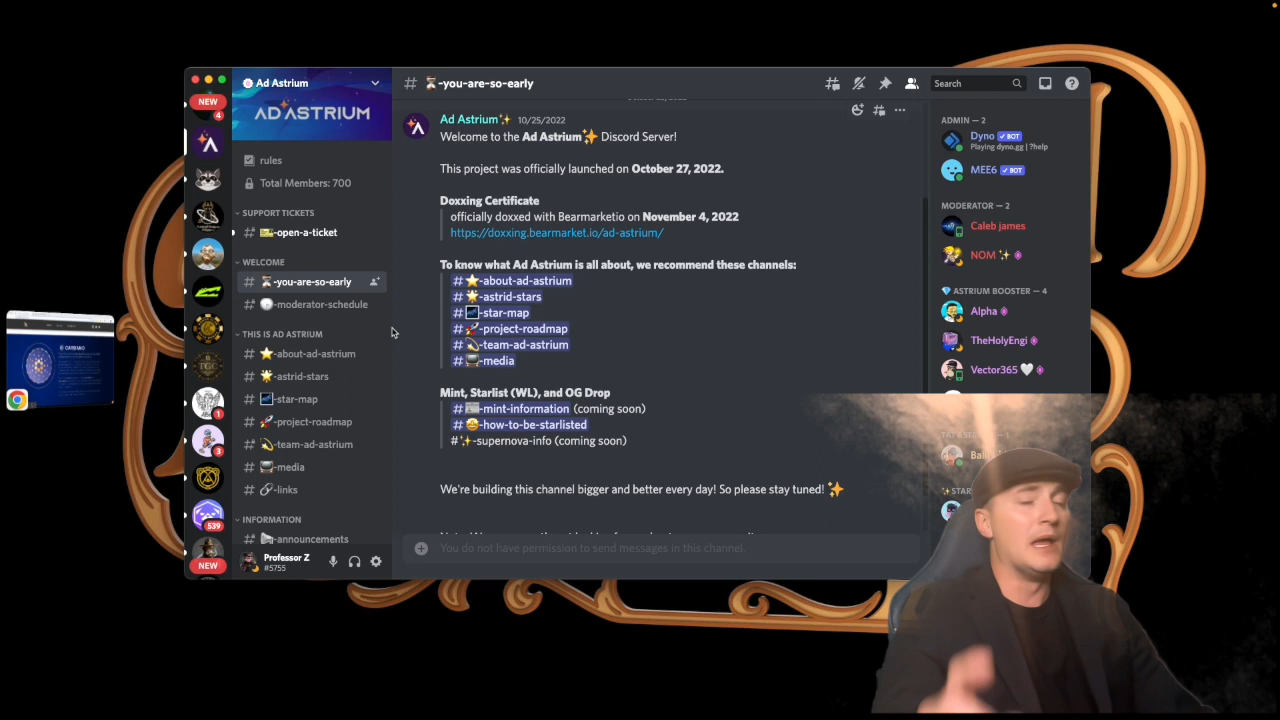 NEW
4
1
3
539
NEW
Ad Astrium
AD ASTRIUM
rules
Total Members: 700
SUPPORT TICKETS
# 🎫-open-a-ticket
WELCOME
# ⏳-you-are-so-early
# 💬-moderator-schedule
THIS IS AD ASTRIUM
# ⭐-about-ad-astrium
# 🌟-astrid-stars
# 🌌-star-map
# 🚀-project-roadmap
# 💫-team-ad-astrium
# 📺-media
# 🔗-links
INFORMATION
# 📢-announcements
Professor Z
#5755
# ⏳-you-are-so-early
Search
Ad Astrium✨ 10/25/2022
Welcome to the Ad Astrium✨ Discord Server!
This project was officially launched on October 27, 2022.
Doxxing Certificate
officially doxxed with Bearmarketio on November 4, 2022
https://doxxing.bearmarket.io/ad-astrium/
To know what Ad Astrium is all about, we recommend these channels:
# ⭐-about-ad-astrium
# 🌟-astrid-stars
# 🌌-star-map
# 🚀-project-roadmap
# 💫-team-ad-astrium
# 📺-media
Mint, Starlist (WL), and OG Drop
# 📰-mint-information (coming soon)
# 🤩-how-to-be-starlisted
#✨-supernova-info (coming soon)
We're building this channel bigger and better every day! So please stay tuned! ✨
You do not have permission to send messages in this channel.
ADMIN — 2
Dyno ✓ BOT
Playing dyno.gg | ?help
MEE6 ✓ BOT
MODERATOR — 2
Caleb james
NOM ✨
💎 ASTRIUM BOOSTER — 4
Alpha
TheHolyEngi
Vector365 🤍
✨STAR
CARDANO